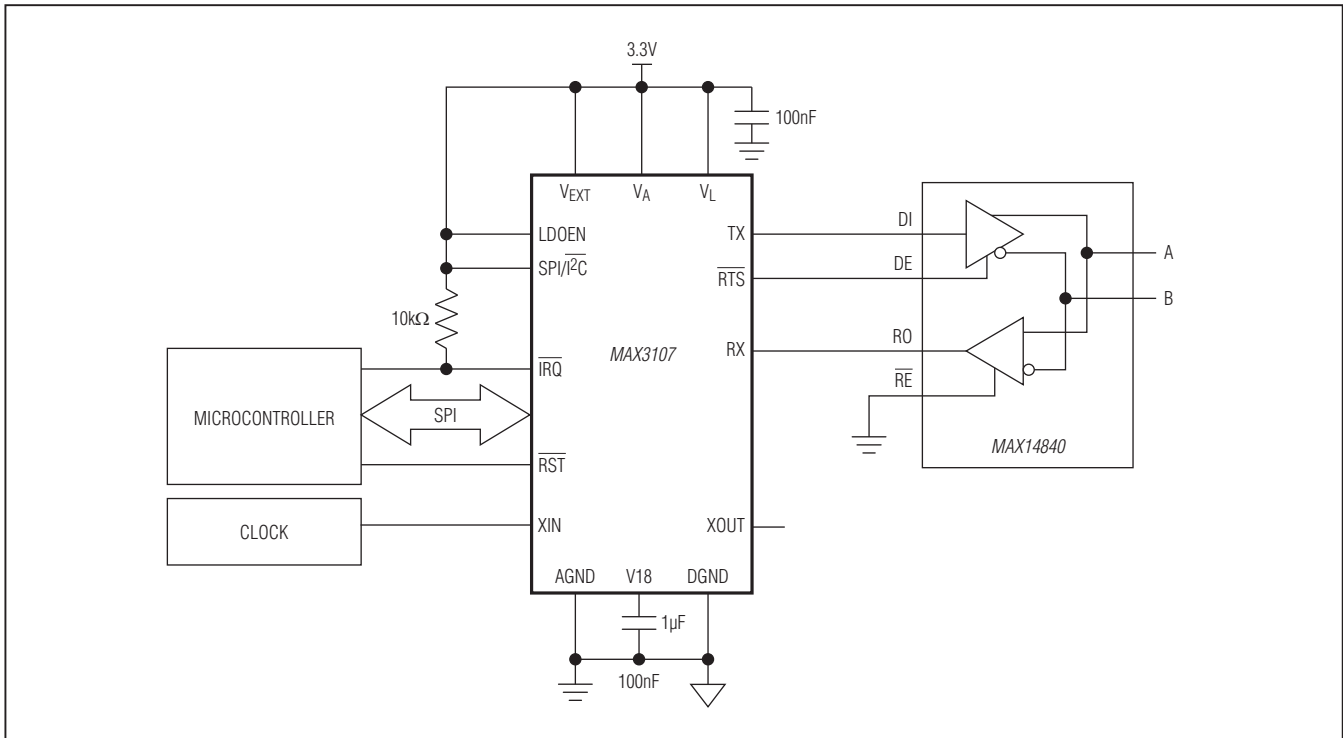 3.3V
100nF
VEXT
VA
VL
LDOEN
SPI/I²C
10kΩ
IRQ
MICROCONTROLLER
SPI
RST
CLOCK
XIN
MAX3107
TX
RTS
RX
XOUT
AGND
V18
DGND
1µF
100nF
DI
DE
RO
RE
A
B
MAX14840